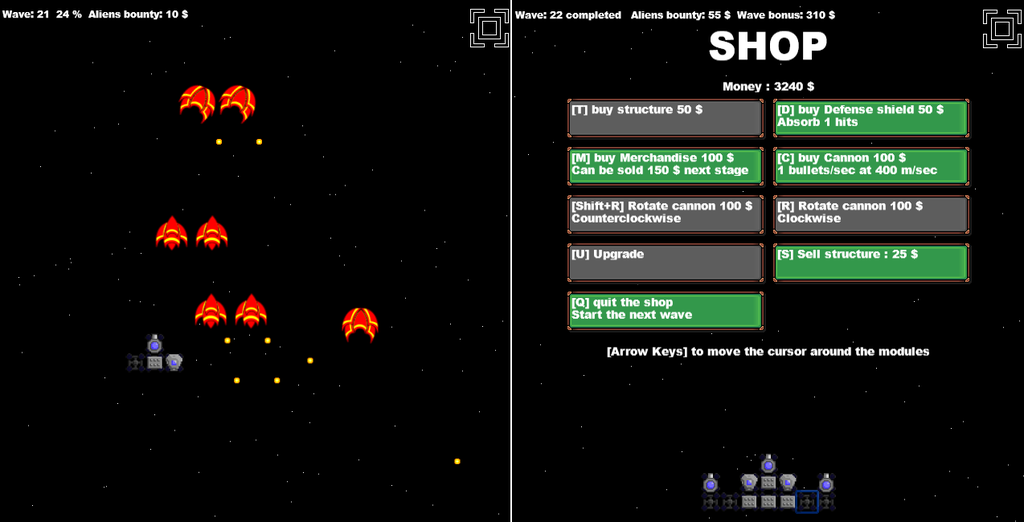 Wave: 21 24 % Aliens bounty: 10 $
Wave: 22 completed Aliens bounty: 55 $ Wave bonus: 310 $
SHOP
Money : 3240 $
[T] buy structure 50 $
[D] buy Defense shield 50 $
Absorb 1 hits
[M] buy Merchandise 100 $
Can be sold 150 $ next stage
[C] buy Cannon 100 $
1 bullets/sec at 400 m/sec
[Shift+R] Rotate cannon 100 $
Counterclockwise
[R] Rotate cannon 100 $
Clockwise
[U] Upgrade
[S] Sell structure : 25 $
[Q] quit the shop
Start the next wave
[Arrow Keys] to move the cursor around the modules